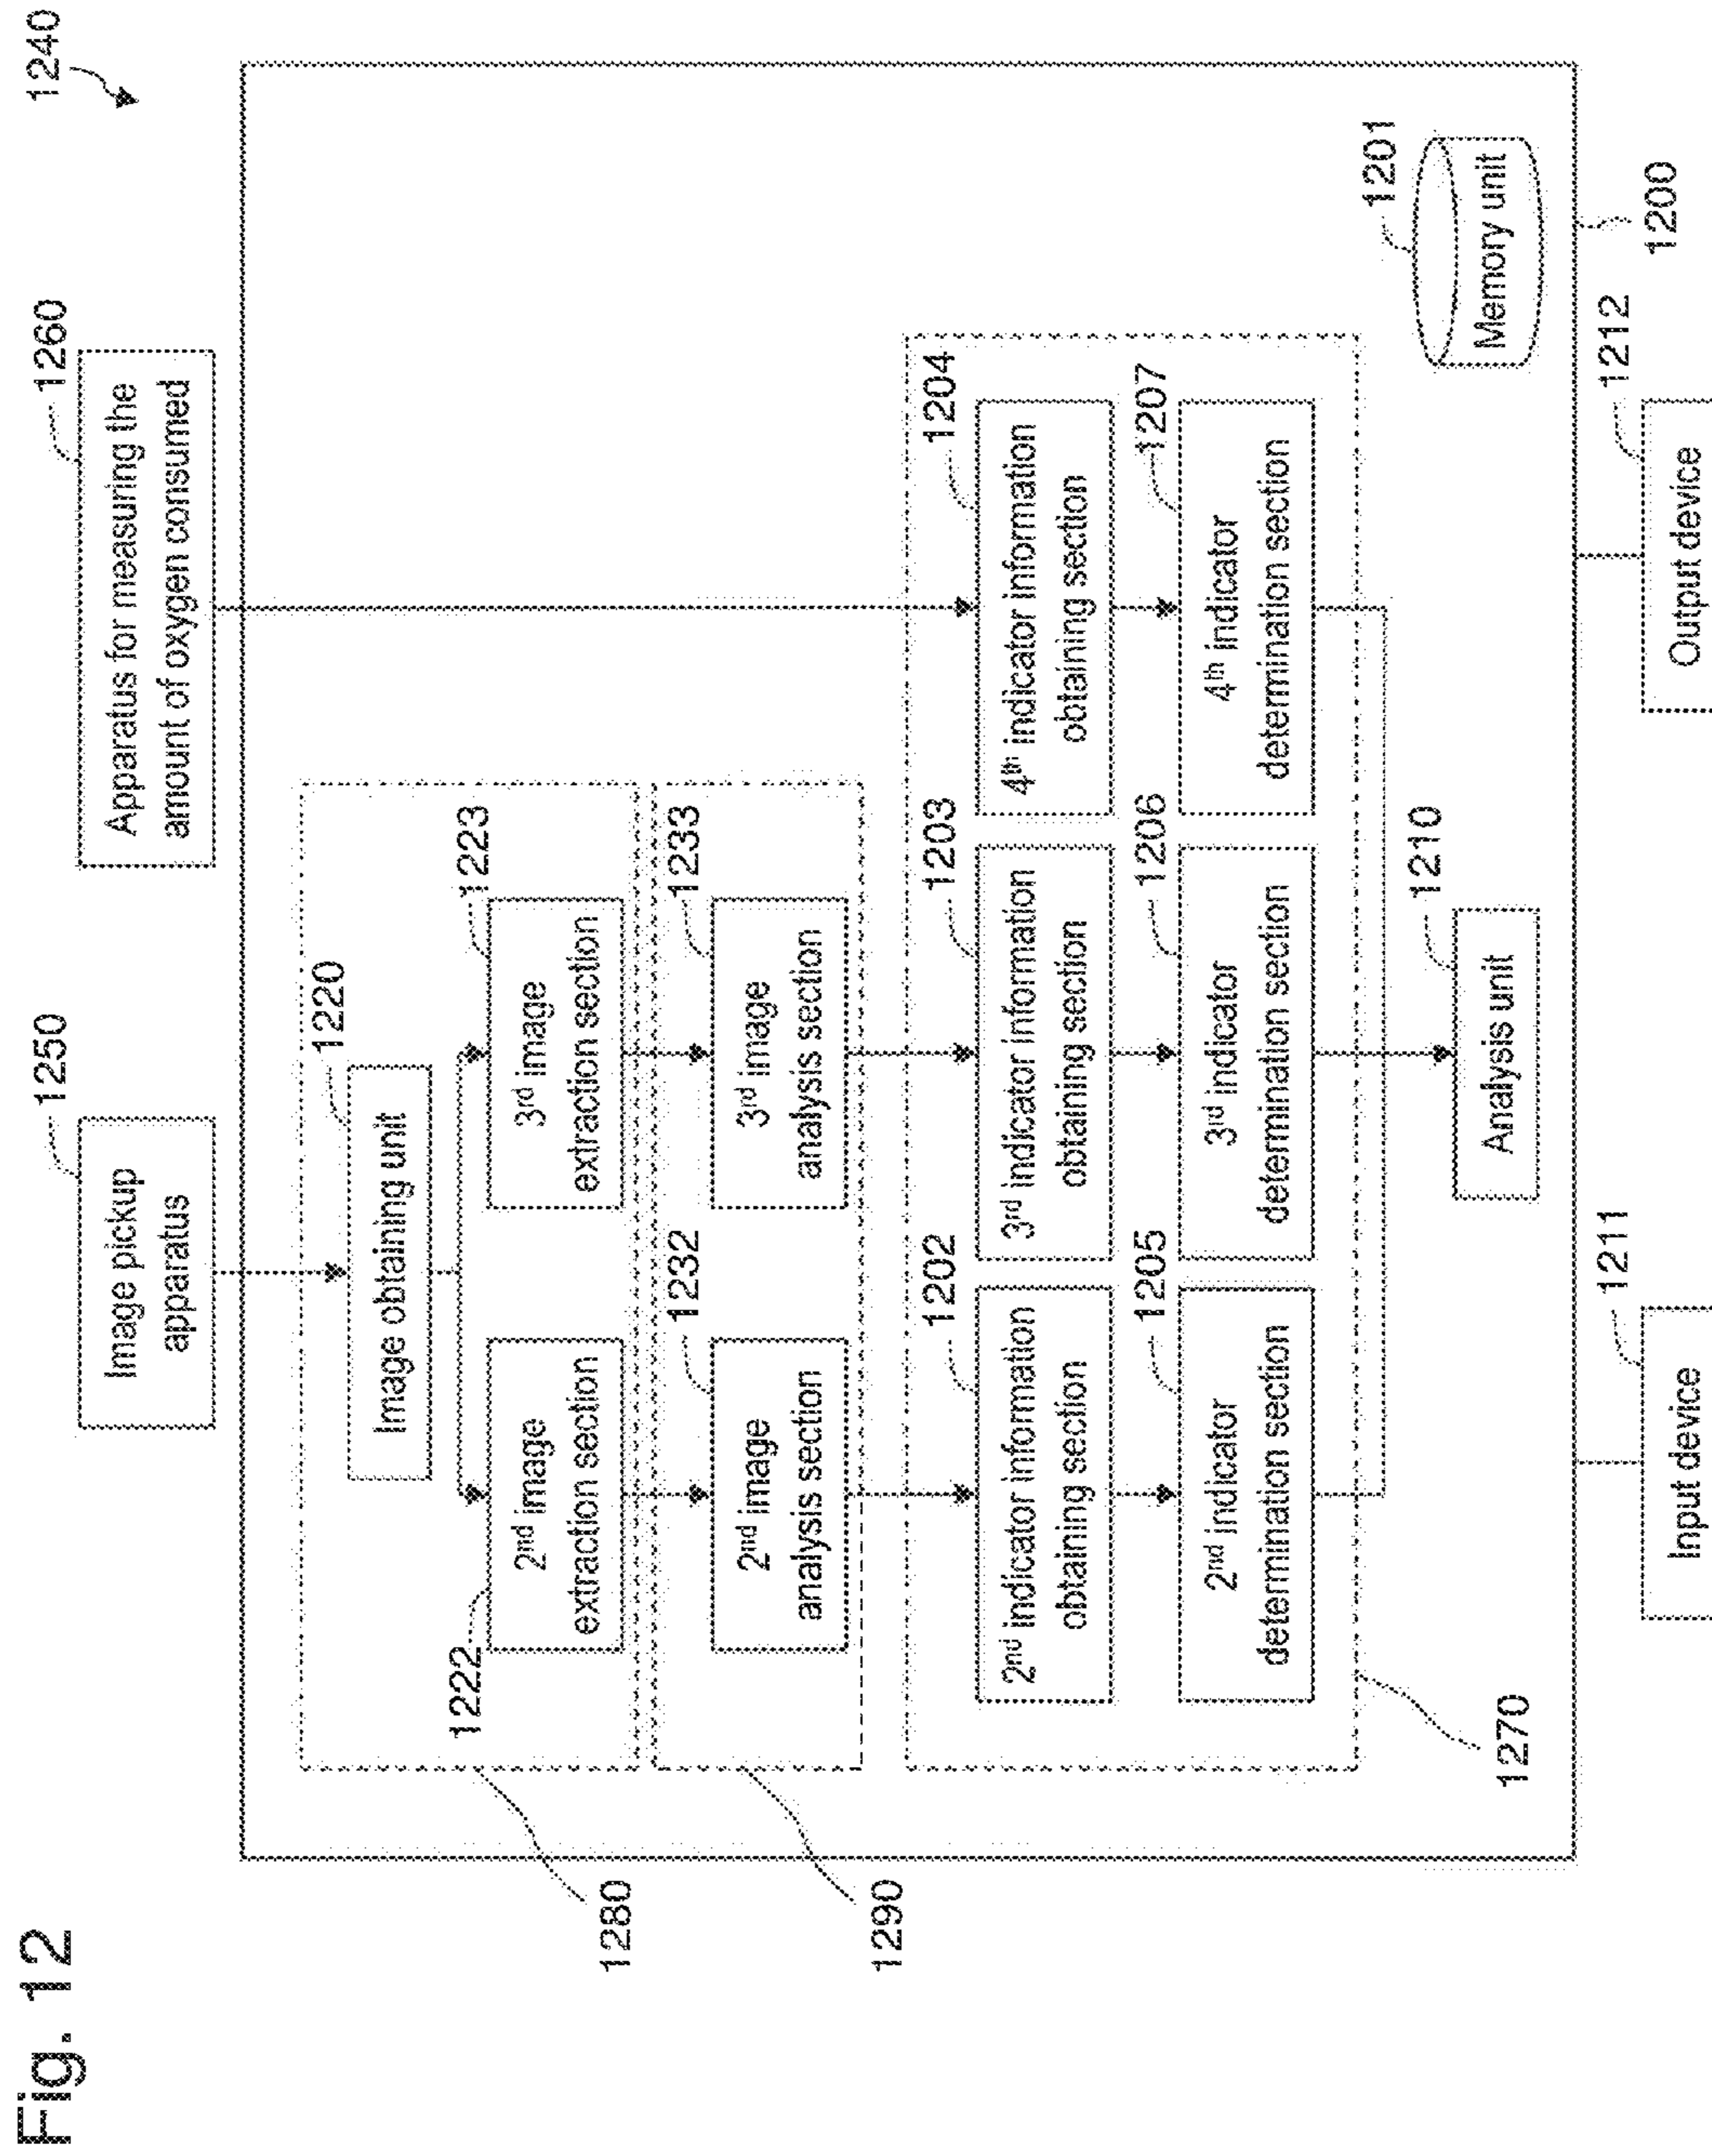 Fig. 12
1240
1250
Image pickup
apparatus
1260
Apparatus for measuring the
amount of oxygen consumed
1280
1220
Image obtaining unit
1222
2nd image
extraction section
1223
3rd image
extraction section
1290
1232
2nd image
analysis section
1233
3rd image
analysis section
1202
2nd indicator information
obtaining section
1203
3rd indicator information
obtaining section
1204
4th indicator information
obtaining section
1205
2nd indicator
determination section
1206
3rd indicator
determination section
1207
4th indicator
determination section
1270
1210
Analysis unit
1201
Memory unit
1200
1211
Input device
1212
Output device